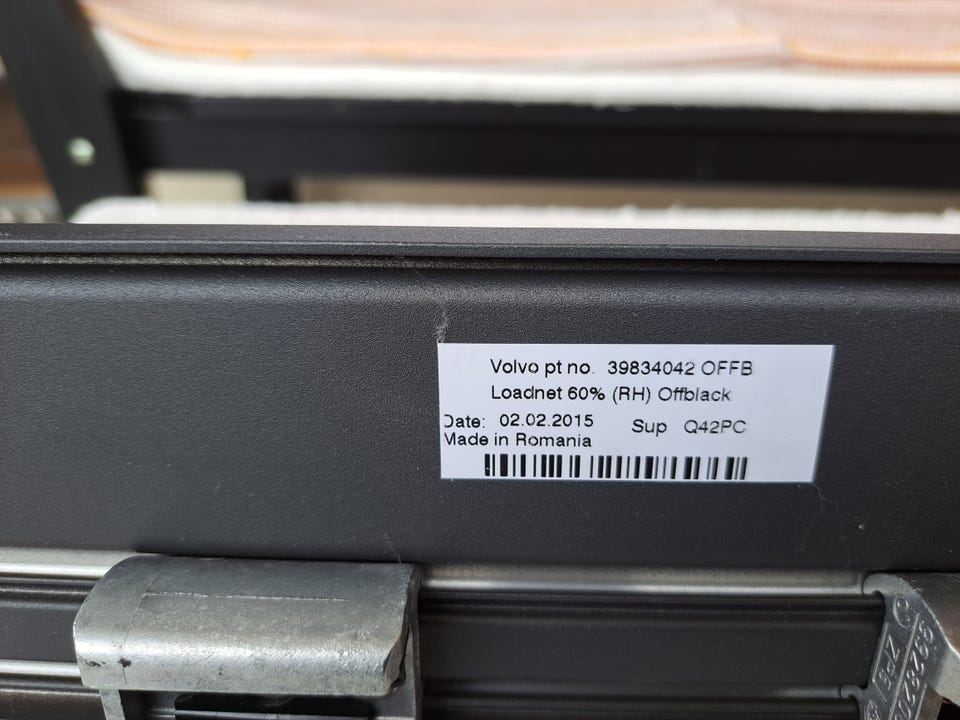 Volvo pt no. 39834042 OFFB
Loadnet 60% (RH) Offblack
Date: 02.02.2015 Sup Q42PC
Made in Romania